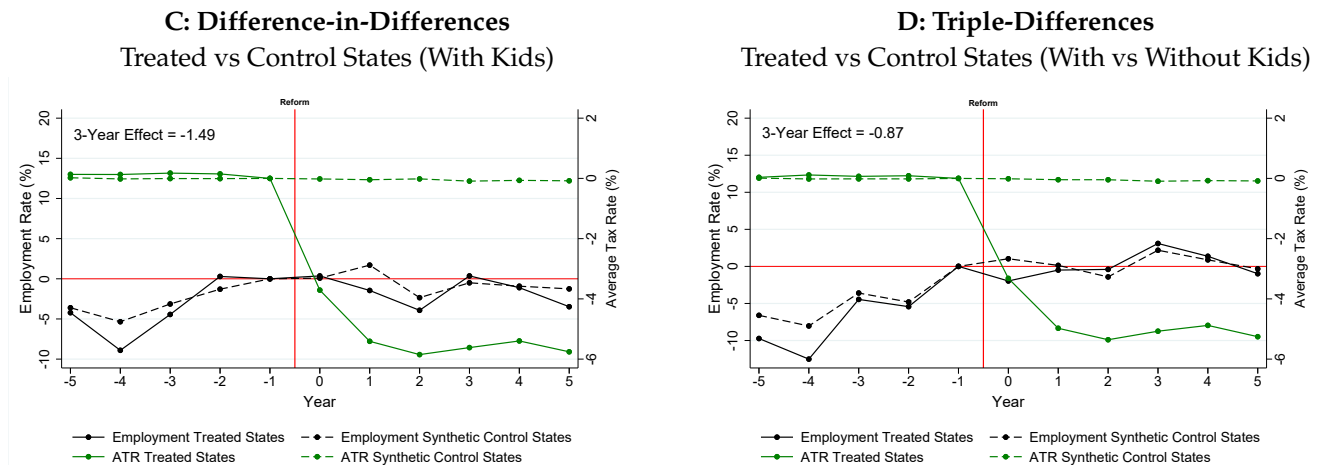 C: Difference-in-Differences
Treated vs Control States (With Kids)
Reform
3-Year Effect = -1.49
Employment Rate (%)
20
15
10
5
0
-5
-10
Average Tax Rate (%)
2
0
-2
-4
-6
-5 -4 -3 -2 -1 0 1 2 3 4 5
Year
Employment Treated States
Employment Synthetic Control States
ATR Treated States
ATR Synthetic Control States
D: Triple-Differences
Treated vs Control States (With vs Without Kids)
Reform
3-Year Effect = -0.87
Employment Rate (%)
20
15
10
5
0
-5
-10
Average Tax Rate (%)
2
0
-2
-4
-6
-5 -4 -3 -2 -1 0 1 2 3 4 5
Year
Employment Treated States
Employment Synthetic Control States
ATR Treated States
ATR Synthetic Control States